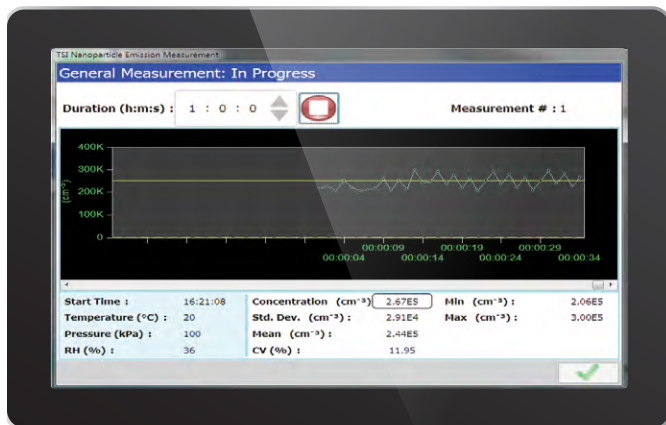 TSI Nanoparticle Emission Measurement
General Measurement: In Progress
Duration (h:m:s) : 1 : 0 : 0 Measurement # : 1
400K
300K
200K
100K
0
(cm⁻³)
00:00:09 00:00:19 00:00:29
00:00:04 00:00:14 00:00:24 00:00:34
Start Time : 16:21:08 Concentration (cm⁻³) 2.67E5 Min (cm⁻³) : 2.06E5
Temperature (°C) : 20 Std. Dev. (cm⁻³) : 2.91E4 Max (cm⁻³) : 3.00E5
Pressure (kPa) : 100 Mean (cm⁻³) : 2.44E5
RH (%) : 36 CV (%) : 11.95